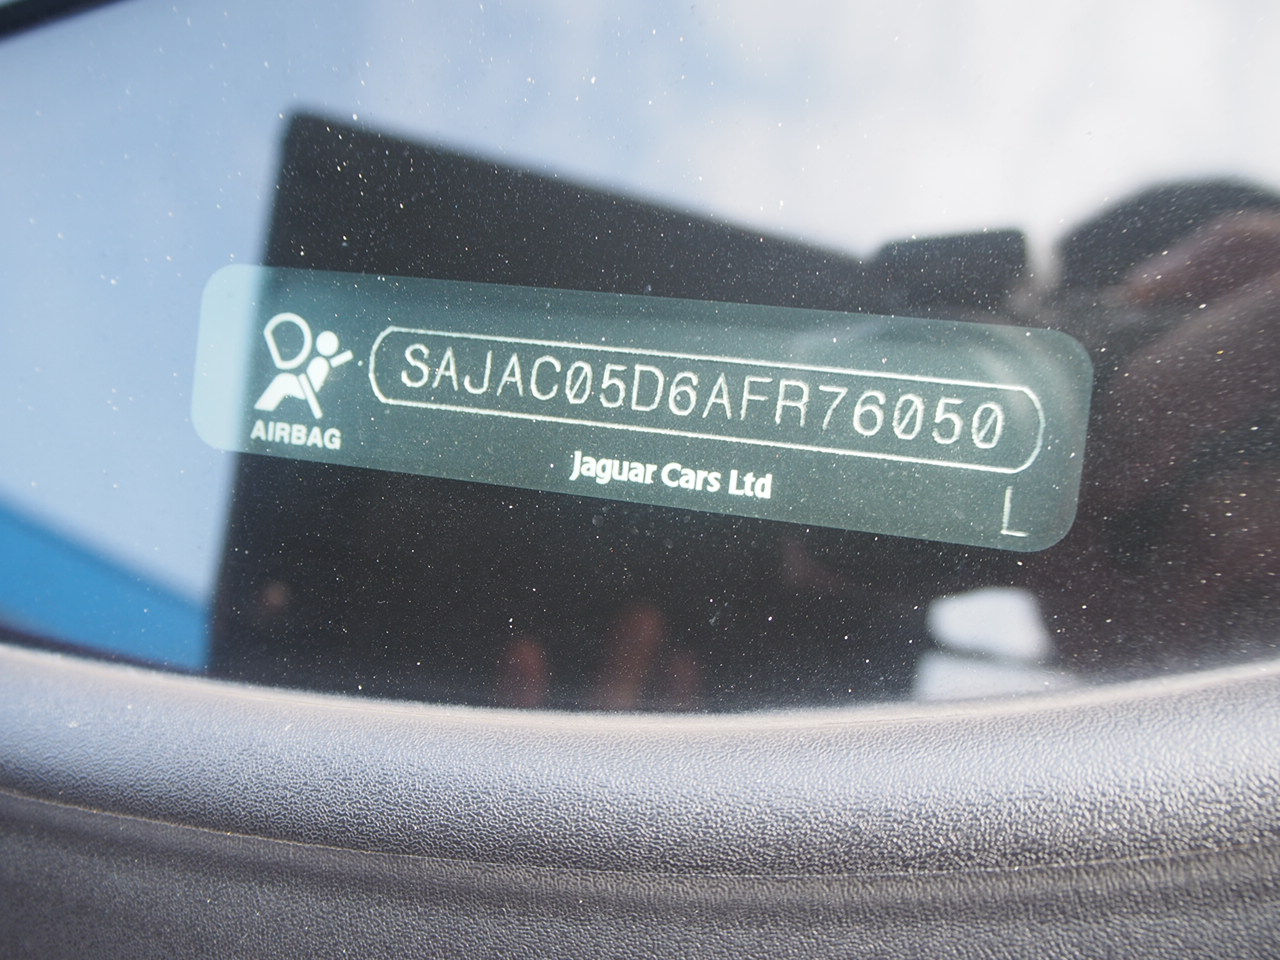 SAJAC05D6AFR76050
AIRBAG
Jaguar Cars Ltd
L